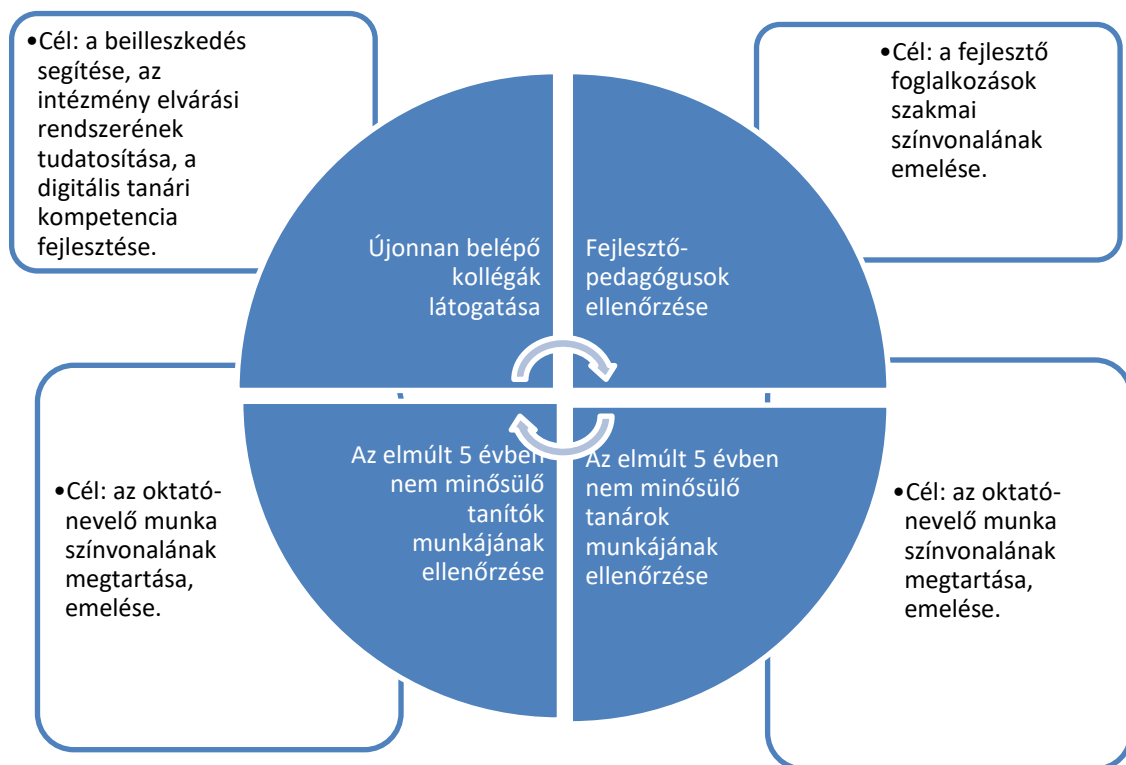 •Cél: a beilleszkedés
segítése, az
intézmény elvárási
rendszerének
tudatosítása, a
digitális tanári
kompetencia
fejlesztése.
•Cél: a fejlesztő
foglalkozások
szakmai
színvonalának
emelése.
Újonnan belépő
kollégák
látogatása
Fejlesztő-
pedagógusok
ellenőrzése
Az elmúlt 5 évben
nem minősülő
tanítók
munkájának
ellenőrzése
Az elmúlt 5 évben
nem minősülő
tanárok
munkájának
ellenőrzése
•Cél: az oktató-
nevelő munka
színvonalának
megtartása,
emelése.
•Cél: az oktató-
nevelő munka
színvonalának
megtartása,
emelése.